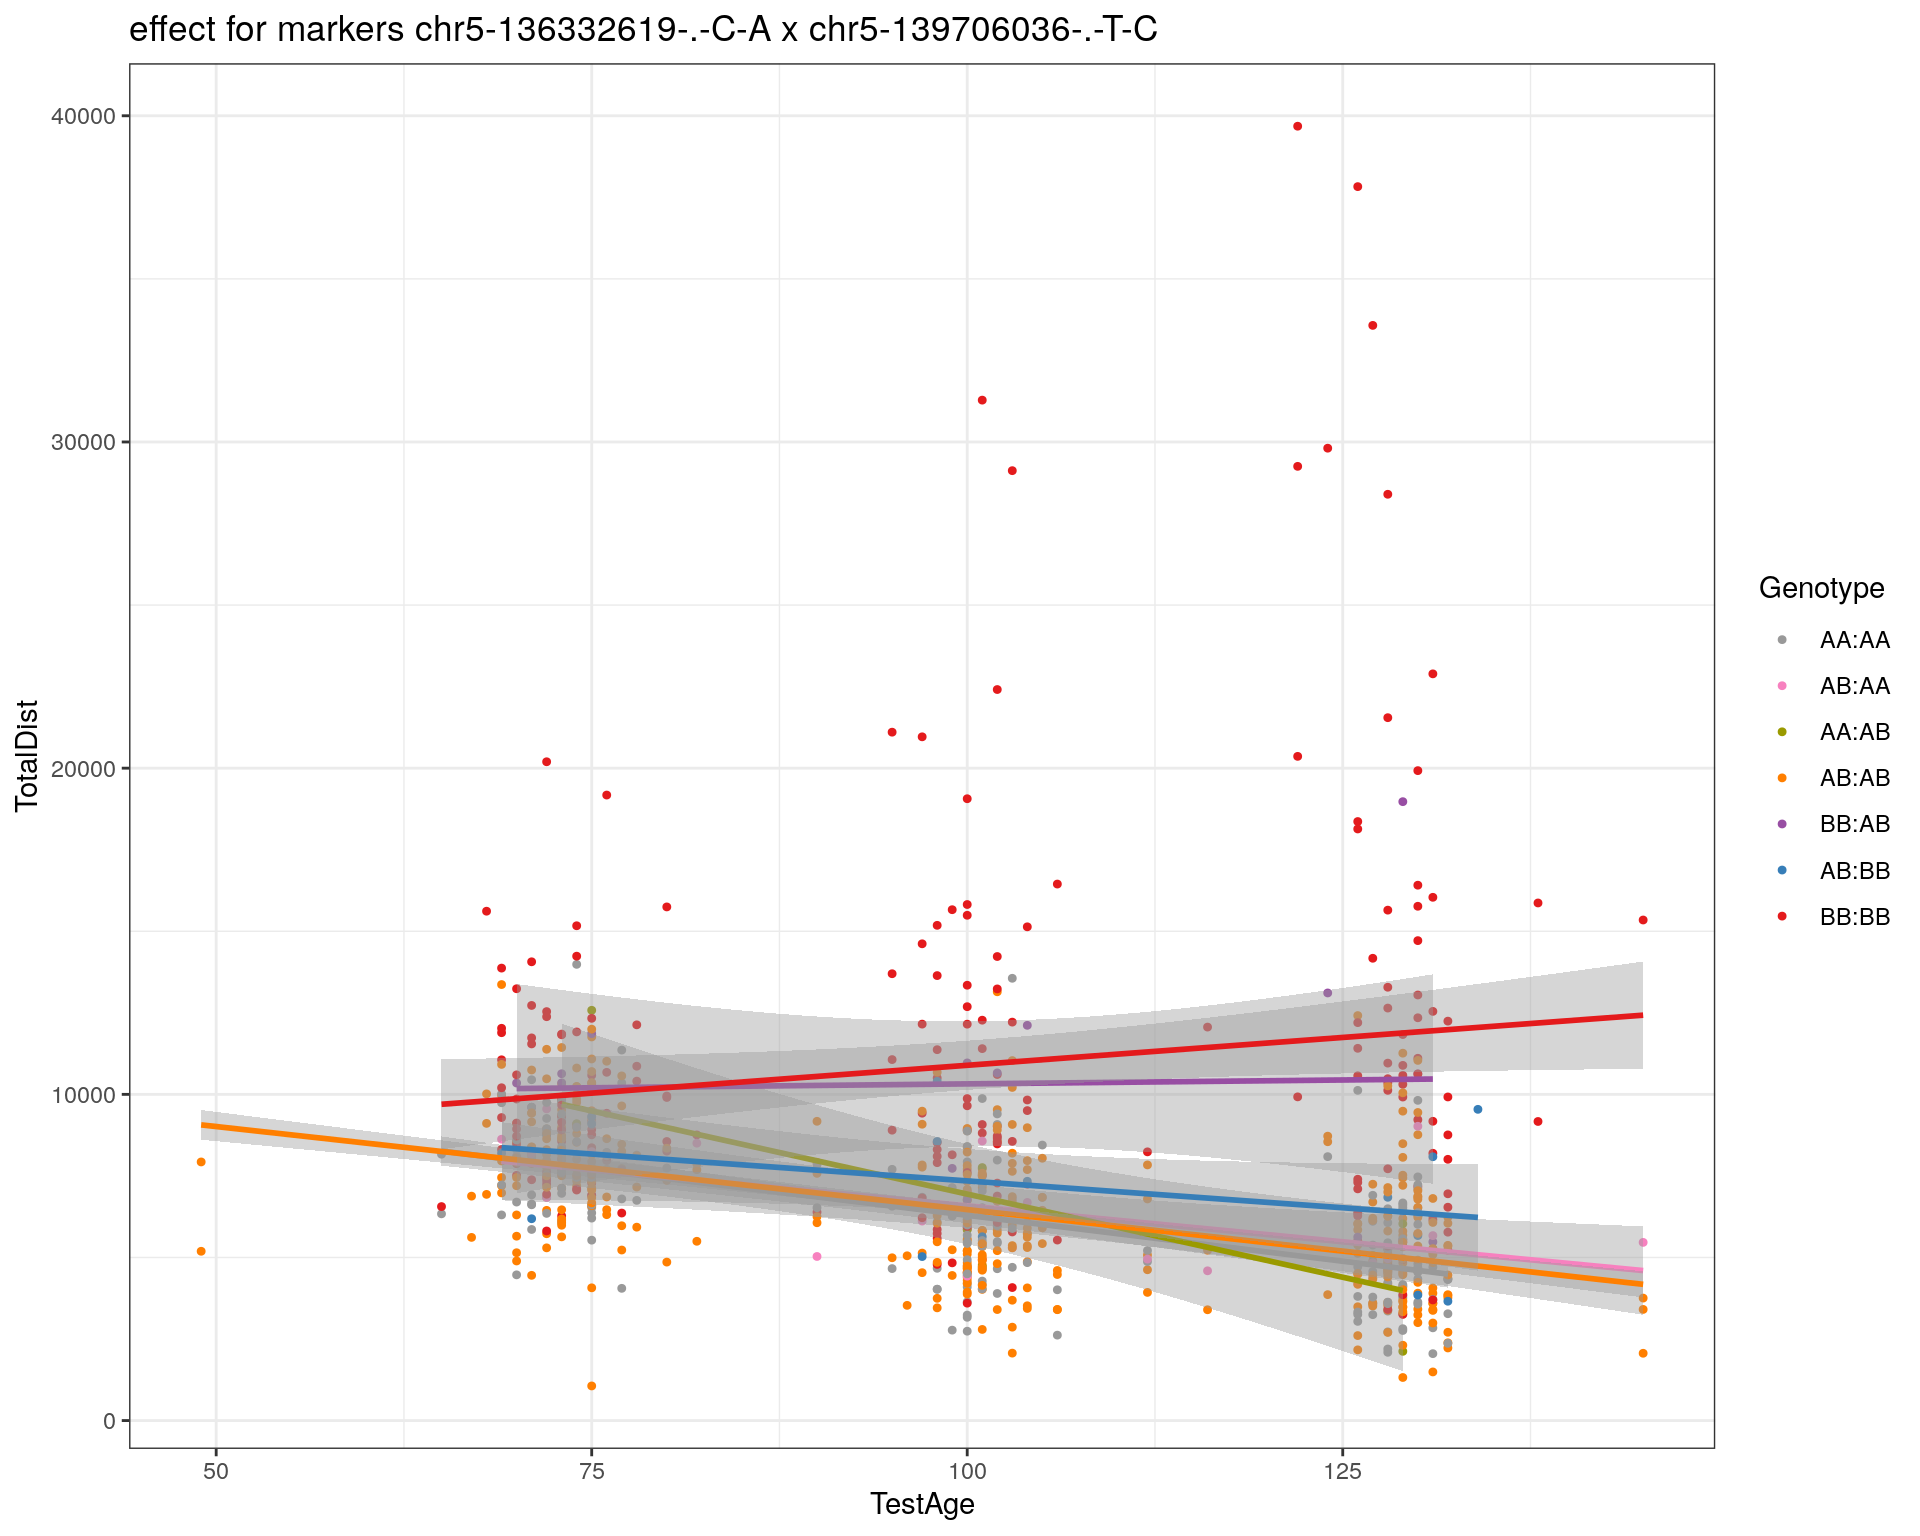 effect for markers chr5-136332619-.-C-A x chr5-139706036-.-T-C
40000
30000
20000
10000
0
TotalDist
50
75
100
125
TestAge
Genotype
AA:AA
AB:AA
AA:AB
AB:AB
BB:AB
AB:BB
BB:BB